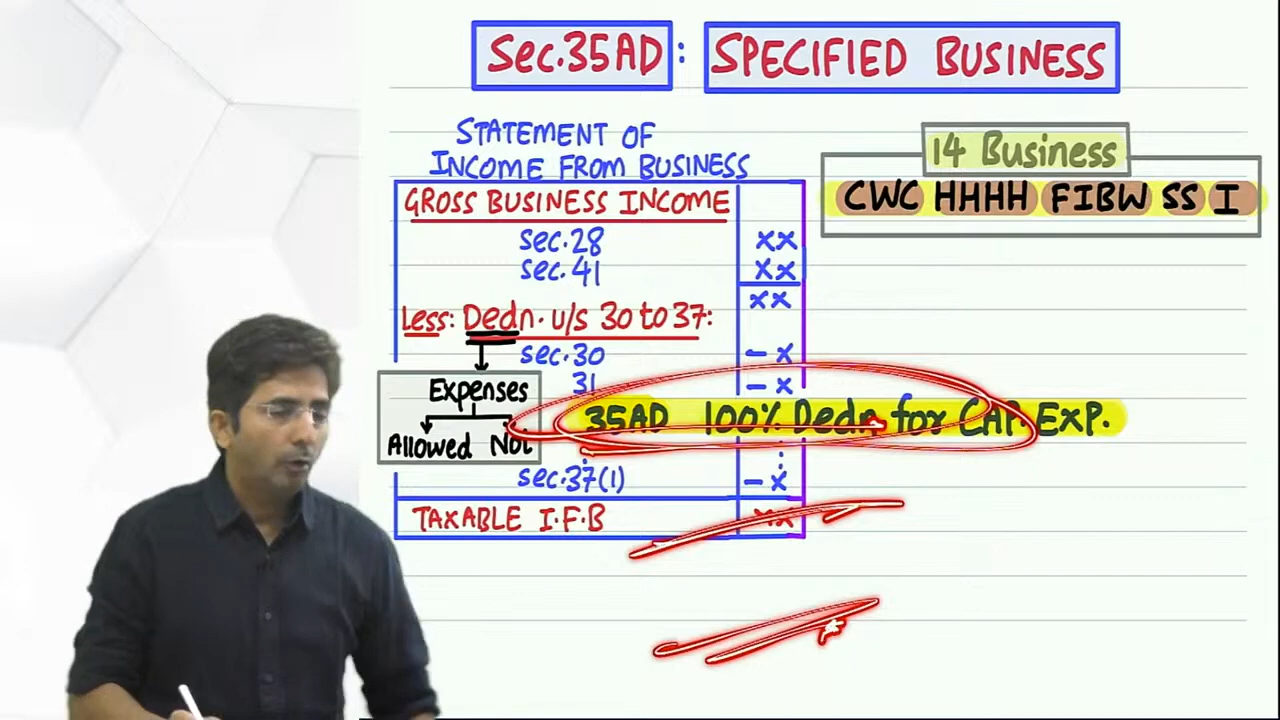 Sec.35AD : SPECIFIED BUSINESS
STATEMENT OF
INCOME FROM BUSINESS
GROSS BUSINESS INCOME
sec.28 xx
sec.41 xx
xx
Less: Dedn. u/s 30 to 37:
sec.30 - x
31 - x
35AD 100% Dedn for CAP. EXP.
sec.37(1) - x
TAXABLE I.F.B xx
Expenses
Allowed Not
14 Business
CWC HHHH FIBW SS I